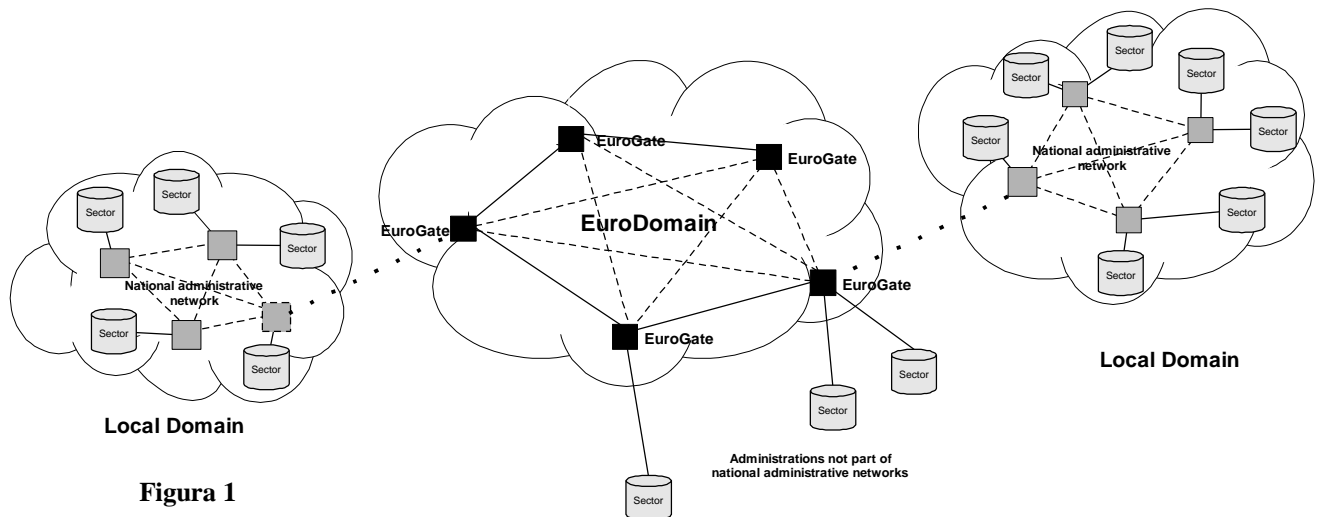 Sector
Sector
Sector
Sector
National administrative
network
Sector
Sector
Local Domain
Figura 1
EuroGate
EuroGate
EuroGate
EuroDomain
EuroGate
EuroGate
Sector
Sector
Sector
Administrations not part of
national administrative networks
Sector
Sector
Sector
Sector
Sector
National administrative
network
Sector
Sector
Local Domain